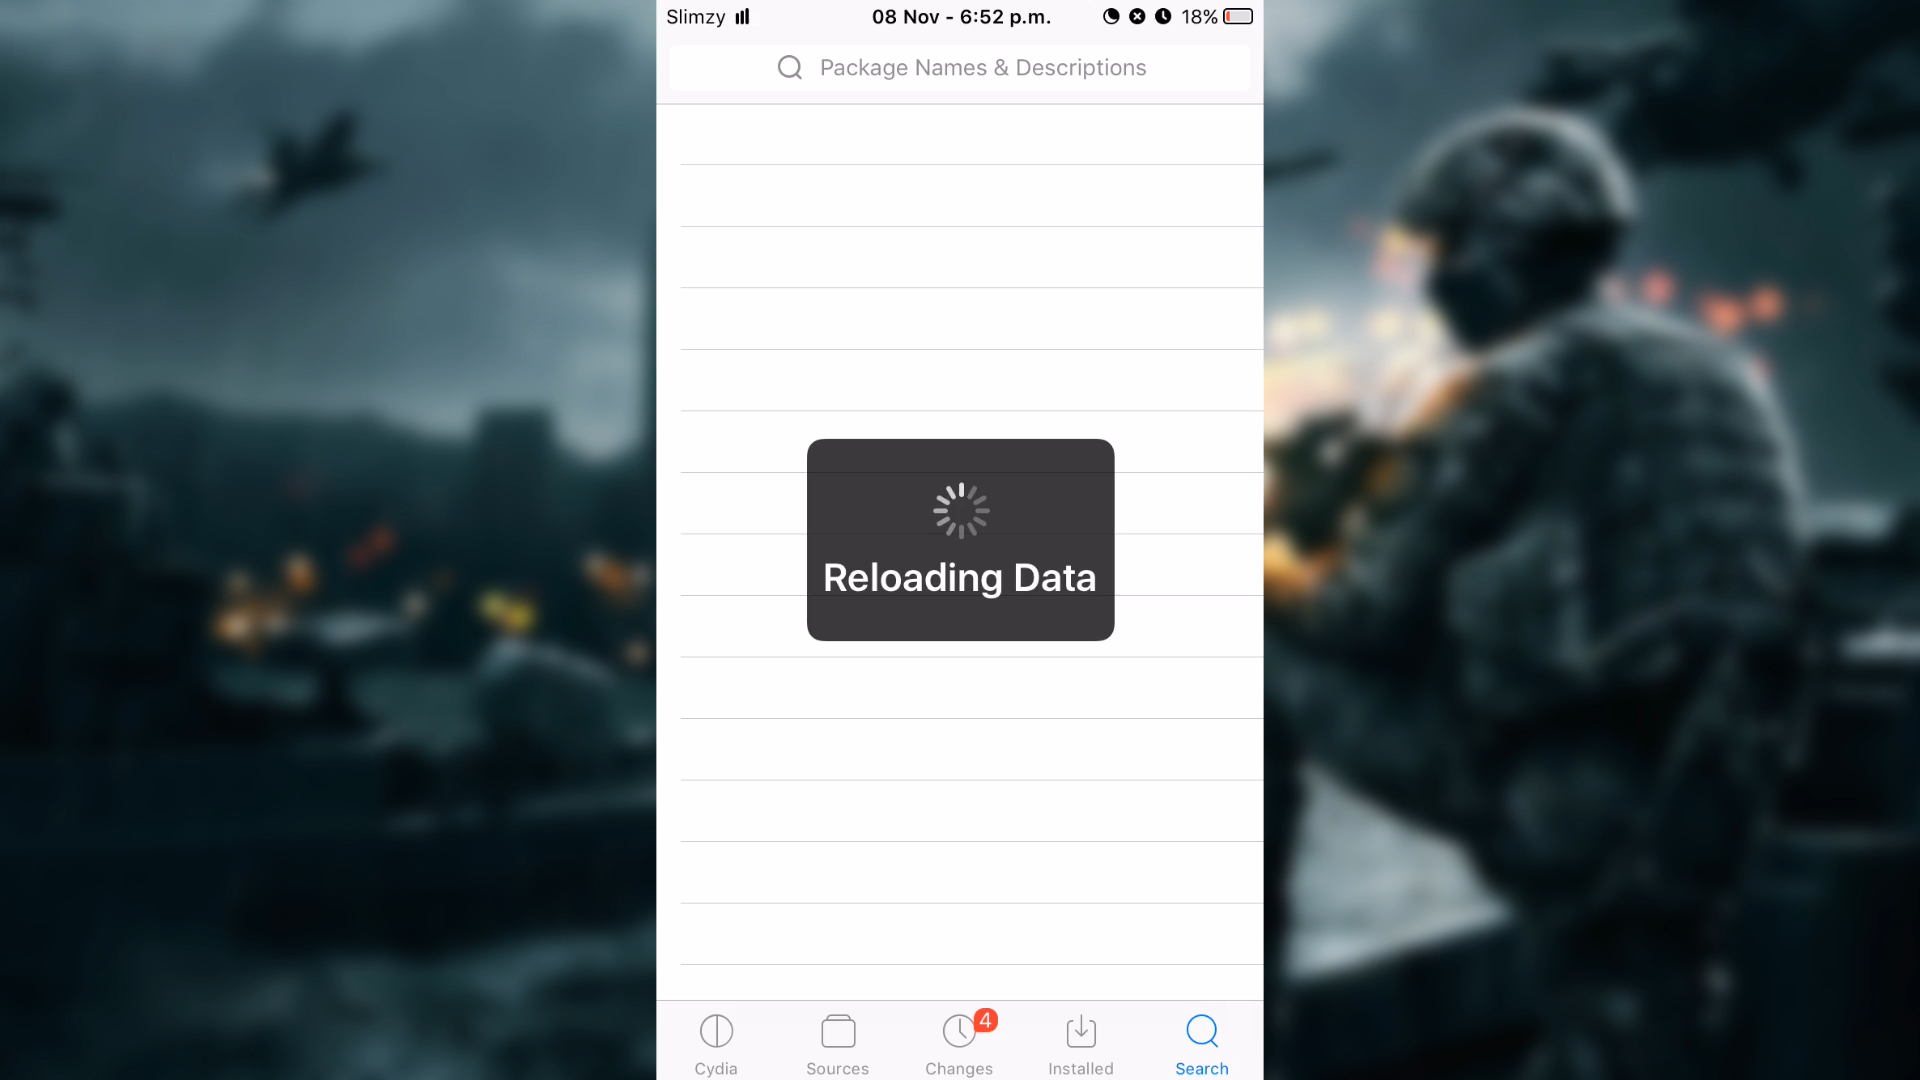 Slimzy
08 Nov - 6:52 p.m.
18%
Package Names & Descriptions
Reloading Data
4
Cydia
Sources
Changes
Installed
Search